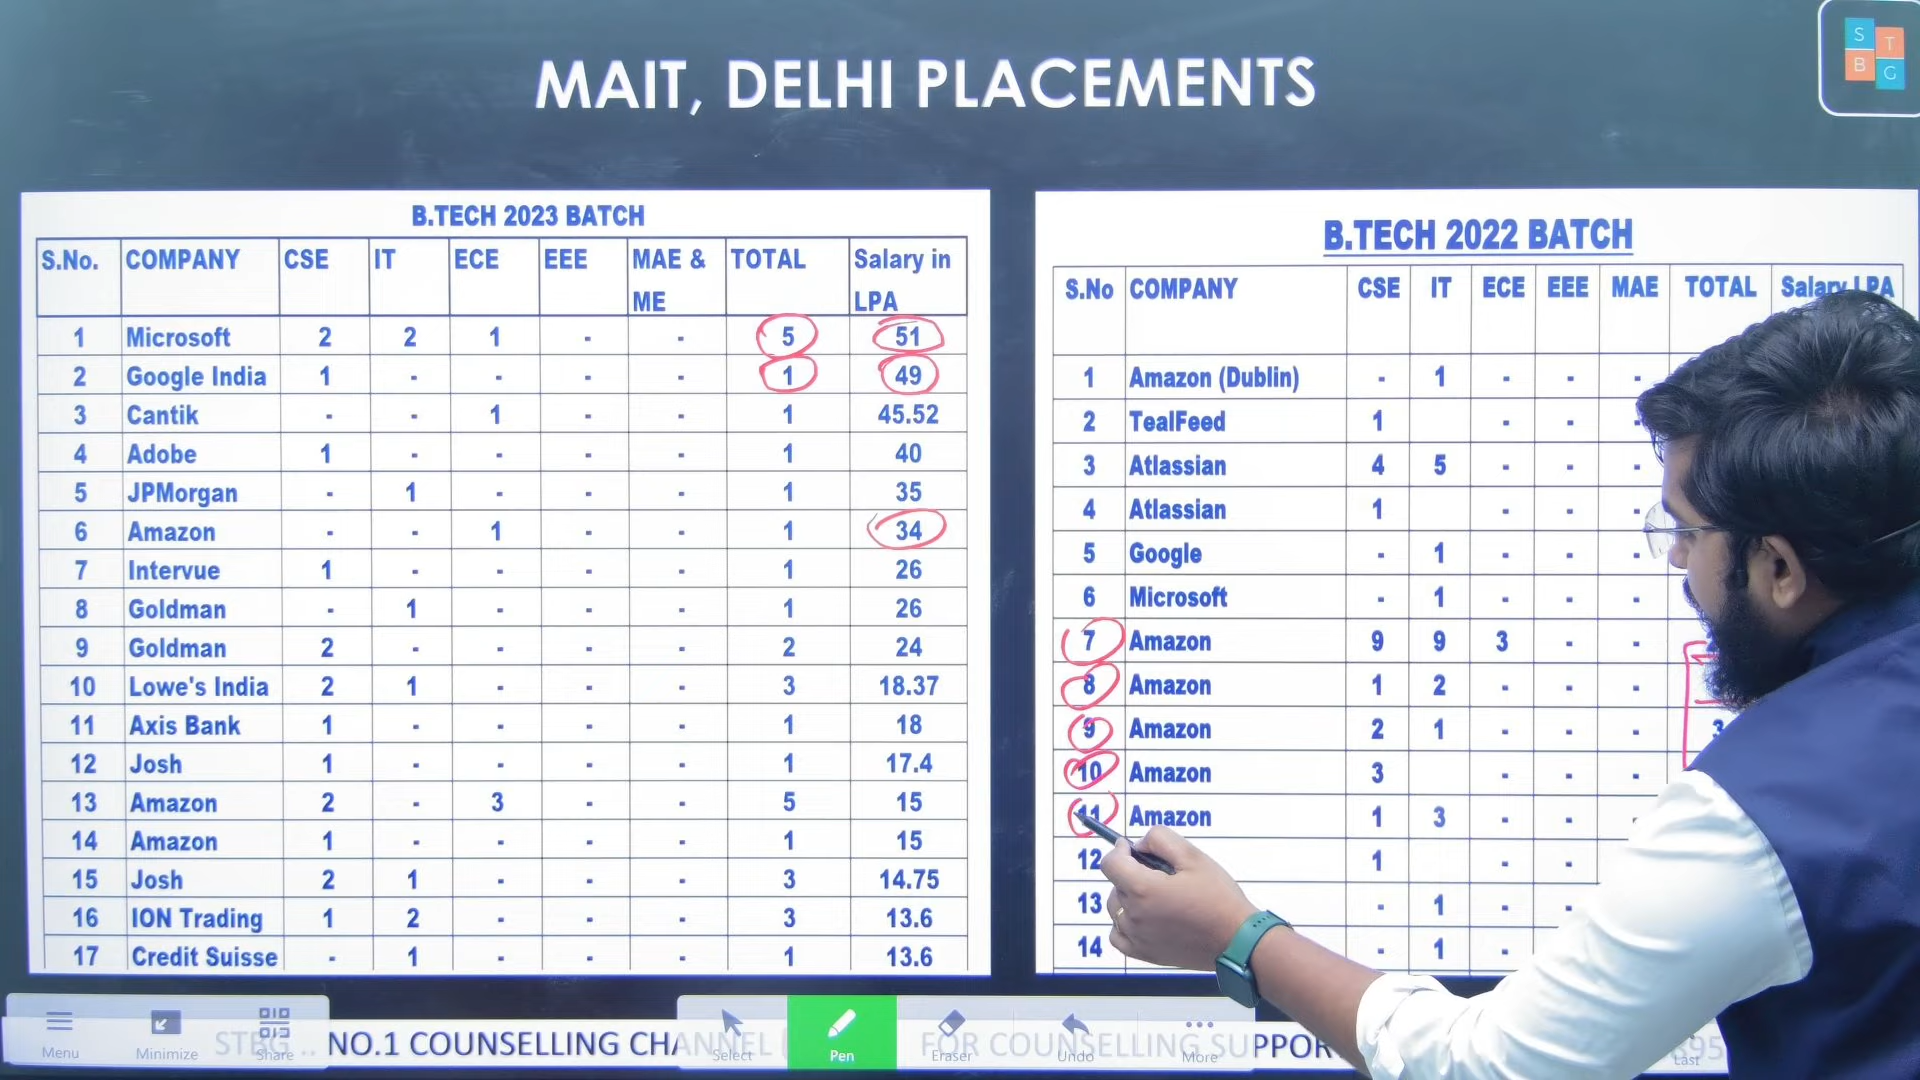 S T
B G
MAIT, DELHI PLACEMENTS
B.TECH 2023 BATCH
S.No. COMPANY CSE IT ECE EEE MAE & ME TOTAL Salary in LPA
1 Microsoft 2 2 1 - - 5 51
2 Google India 1 - - - - 1 49
3 Cantik - - 1 - - 1 45.52
4 Adobe 1 - - - - 1 40
5 JPMorgan - 1 - - - 1 35
6 Amazon - - 1 - - 1 34
7 Intervue 1 - - - - 1 26
8 Goldman - 1 - - - 1 26
9 Goldman 2 - - - - 2 24
10 Lowe's India 2 1 - - - 3 18.37
11 Axis Bank 1 - - - - 1 18
12 Josh 1 - - - - 1 17.4
13 Amazon 2 - 3 - - 5 15
14 Amazon 1 - - - - 1 15
15 Josh 2 1 - - - 3 14.75
16 ION Trading 1 2 - - - 3 13.6
17 Credit Suisse - 1 - - - 1 13.6
B.TECH 2022 BATCH
S.No COMPANY CSE IT ECE EEE MAE TOTAL Salary LPA
1 Amazon (Dublin) - 1 - - -
2 TealFeed 1 - - -
3 Atlassian 4 5 - - -
4 Atlassian 1 - - -
5 Google - 1 - - -
6 Microsoft - 1 - - -
7 Amazon 9 9 3 - -
8 Amazon 1 2 - - -
9 Amazon 2 1 - - - 3
10 Amazon 3 - - -
11 Amazon 1 3 - - -
12 1 - -
13 - 1 - -
14 - 1 -
STBG .. NO.1 COUNSELLING CHANNEL FOR COUNSELLING SUPPOR 95
Menu Minimize Share Select Pen Eraser Undo More Last